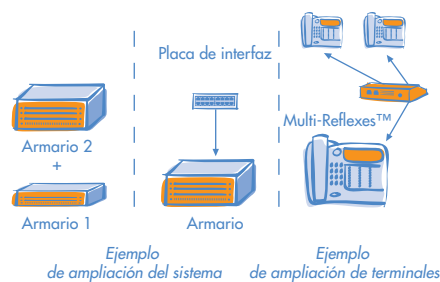 Placa de interfaz
Multi-Reflexes™
Armario 2
+
Armario 1
Armario
Ejemplo
de ampliación del sistema
Ejemplo
de ampliación de terminales